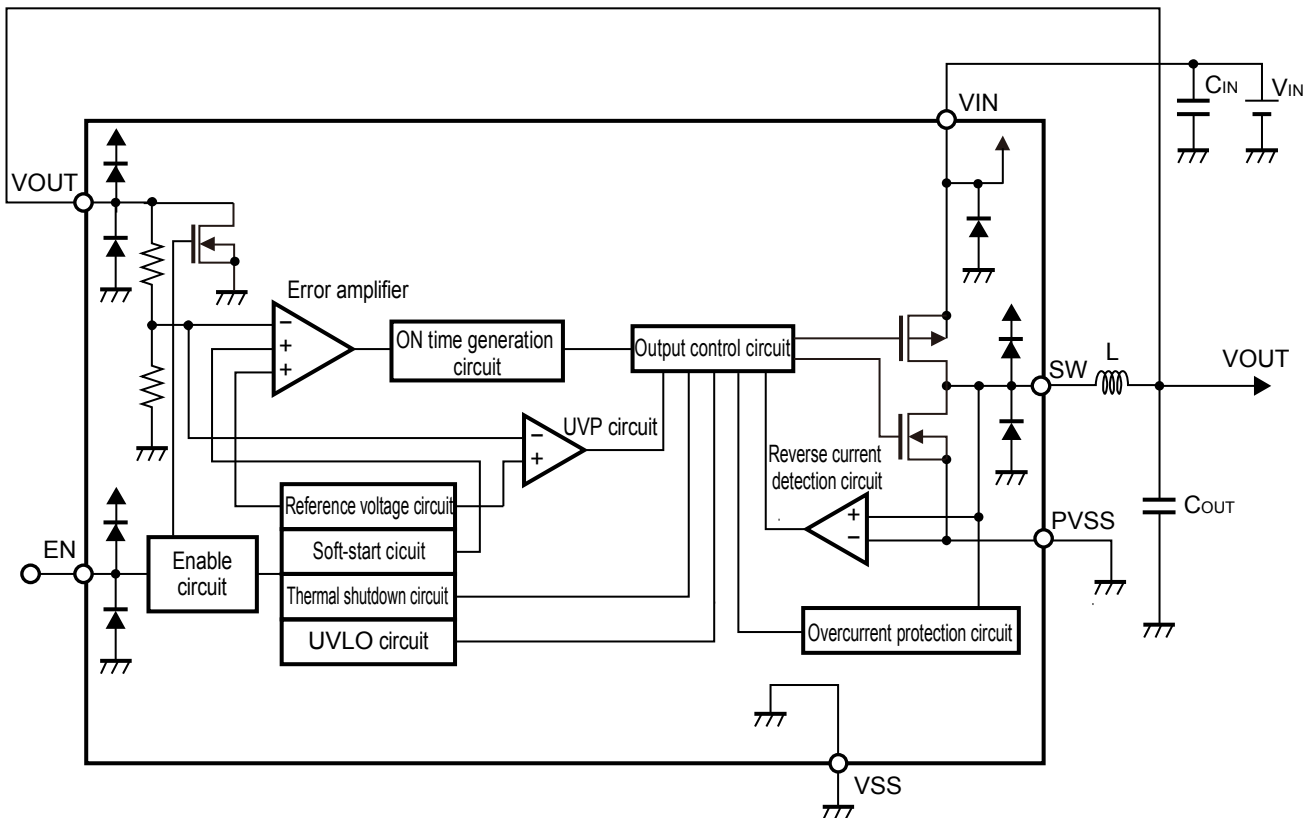 CIN
VIN
VIN
VOUT
Error amplifier
−
+
+
ON time generation
circuit
Output control circuit
SW
L
VOUT
UVP circuit
−
+
Reverse current
detection circuit
+
−
Reference voltage circuit
Soft-start cicuit
Thermal shutdown circuit
UVLO circuit
EN
Enable
circuit
PVSS
COUT
Overcurrent protection circuit
VSS